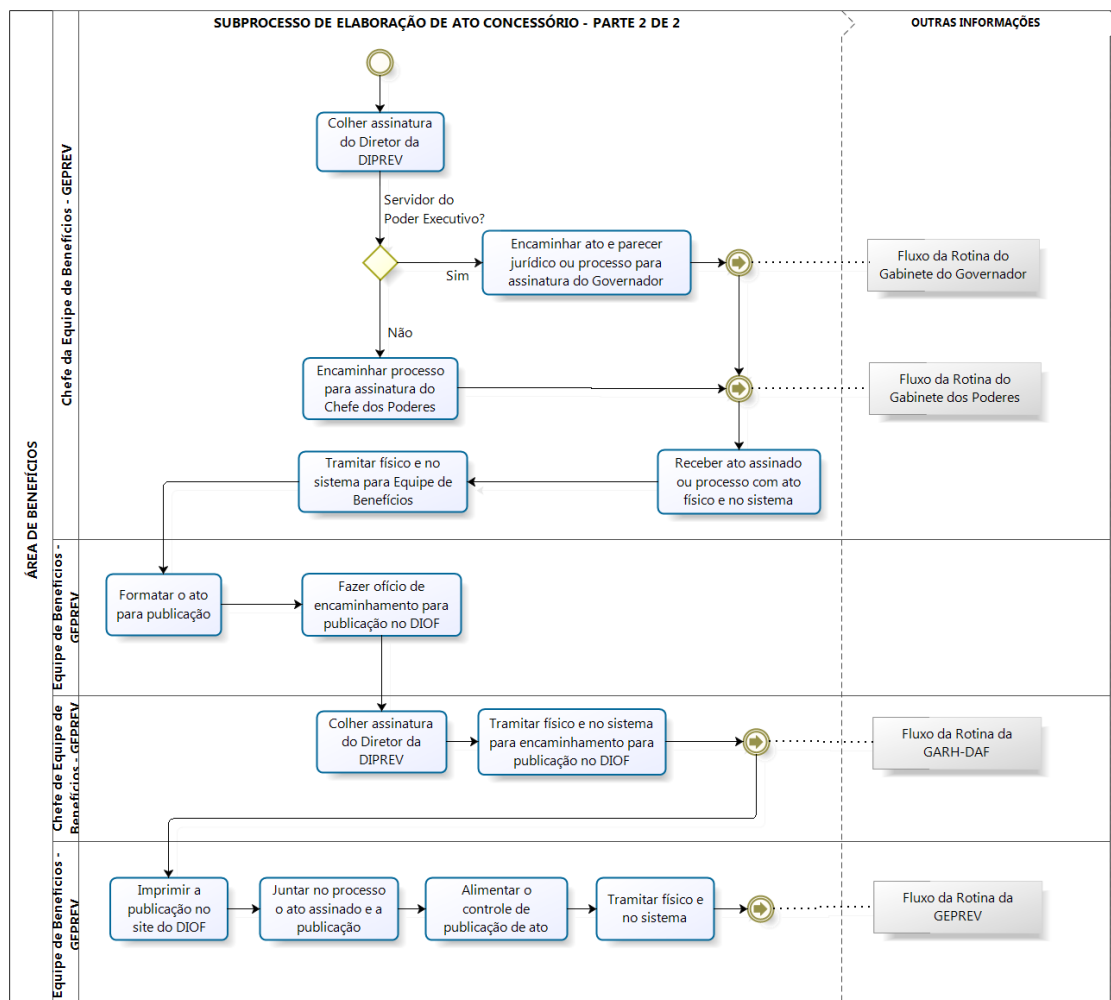 SUBPROCESSO DE ELABORAÇÃO DE ATO CONCESSÓRIO - PARTE 2 DE 2
OUTRAS INFORMAÇÕES
ÁREA DE BENEFÍCIOS
Chefe da Equipe de Benefícios - GEPREV
Colher assinatura
do Diretor da
DIPREV
Servidor do
Poder Executivo?
Sim
Encaminhar ato e parecer
jurídico ou processo para
assinatura do Governador
Fluxo da Rotina do
Gabinete do Governador
Não
Encaminhar processo
para assinatura do
Chefe dos Poderes
Fluxo da Rotina do
Gabinete dos Poderes
Tramitar físico e no
sistema para Equipe de
Benefícios
Receber ato assinado
ou processo com ato
físico e no sistema
Equipe de Benefícios -
GEPREV
Formatar o ato
para publicação
Fazer ofício de
encaminhamento para
publicação no DIOF
Chefe de Equipe de
Benefícios - GEPREV
Colher assinatura
do Diretor da
DIPREV
Tramitar físico e no sistema
para encaminhamento para
publicação no DIOF
Fluxo da Rotina da
GARH-DAF
Equipe de Benefícios -
GEPREV
Imprimir a
publicação no
site do DIOF
Juntar no processo
o ato assinado e a
publicação
Alimentar o
controle de
publicação de ato
Tramitar físico e
no sistema
Fluxo da Rotina da
GEPREV